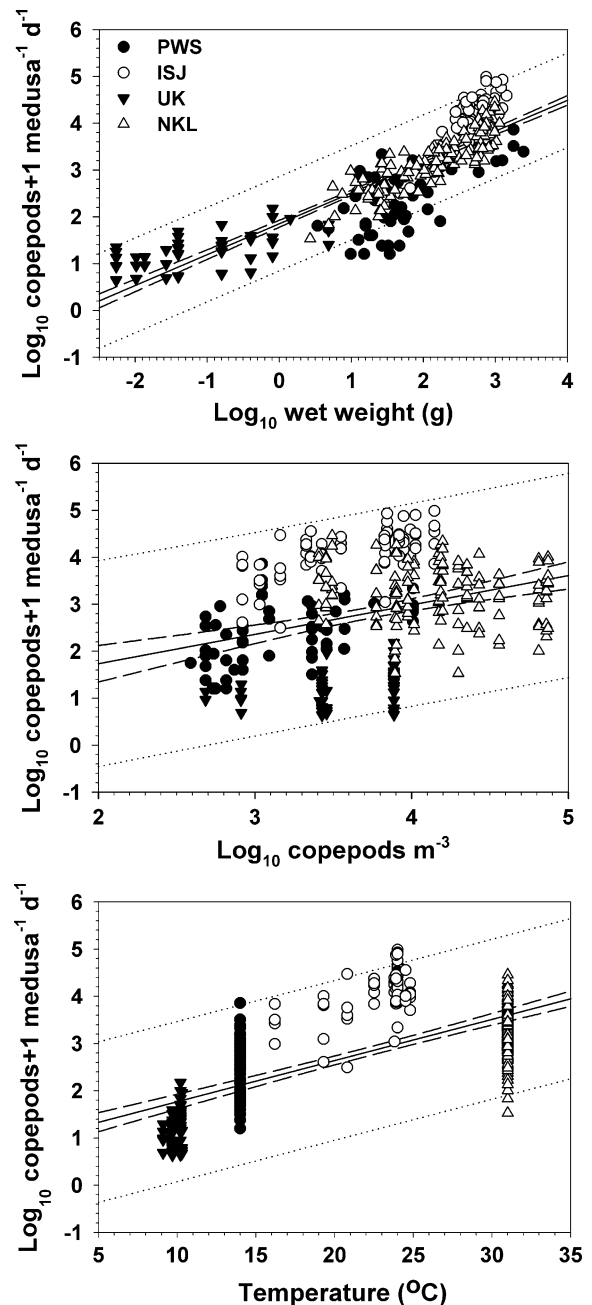 Log10 copepods+1 medusa-1 d-1
6
5
4
3
2
1
0
-1
PWS
ISJ
UK
NKL
-2 -1 0 1 2 3 4
Log10 wet weight (g)
Log10 copepods+1 medusa-1 d-1
6
5
4
3
2
1
0
-1
2 3 4 5
Log10 copepods m-3
Log10 copepods+1 medusa-1 d-1
6
5
4
3
2
1
0
-1
5 10 15 20 25 30 35
Temperature (OC)